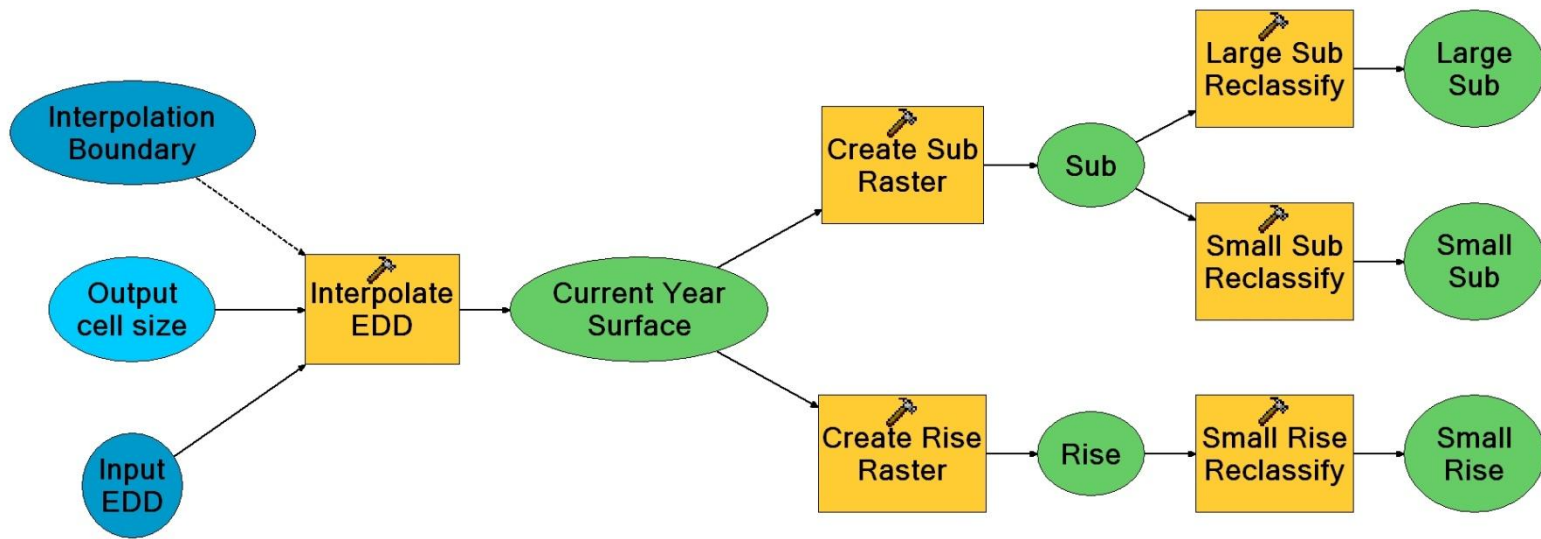 Interpolation
Boundary
Output
cell size
Input
EDD
Interpolate
EDD
Current Year
Surface
Create Sub
Raster
Sub
Large Sub
Reclassify
Large
Sub
Small Sub
Reclassify
Small
Sub
Create Rise
Raster
Rise
Small Rise
Reclassify
Small
Rise